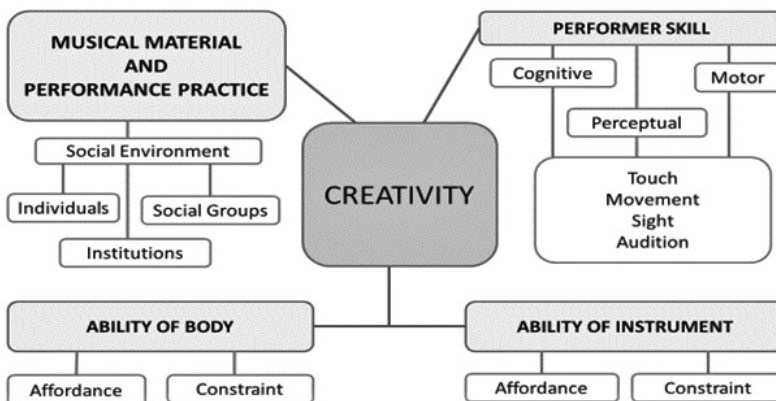 MUSICAL MATERIAL
AND
PERFORMANCE PRACTICE
Social Environment
Individuals
Social Groups
Institutions
CREATIVITY
PERFORMER SKILL
Cognitive
Motor
Perceptual
Touch
Movement
Sight
Audition
ABILITY OF BODY
Affordance
Constraint
ABILITY OF INSTRUMENT
Affordance
Constraint